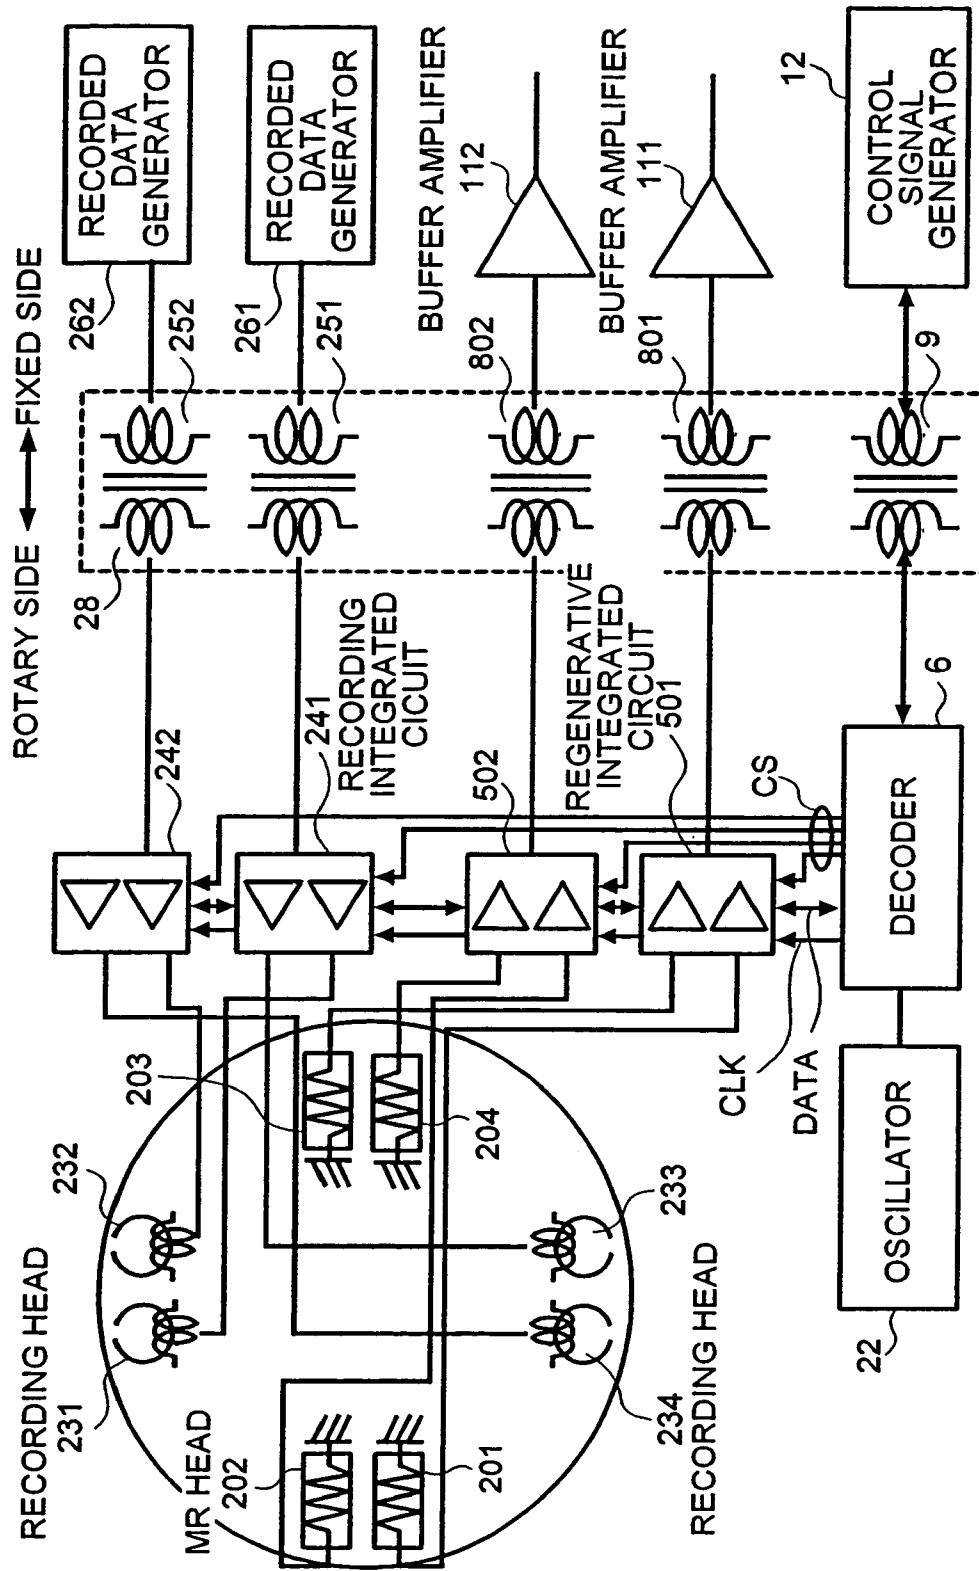 ROTARY SIDE
FIXED SIDE
RECORDING HEAD
231
232
MR HEAD
202
201
203
204
234
233
RECORDING HEAD
242
241
RECORDING
INTEGRATED
CICUIT
502
REGENERATIVE
INTEGRATED
CIRCUIT
501
CS
CLK
DATA
OSCILLATOR
22
DECODER
6
28
252
251
802
801
9
262
RECORDED
DATA
GENERATOR
261
RECORDED
DATA
GENERATOR
BUFFER AMPLIFIER
112
BUFFER AMPLIFIER
111
12
CONTROL
SIGNAL
GENERATOR